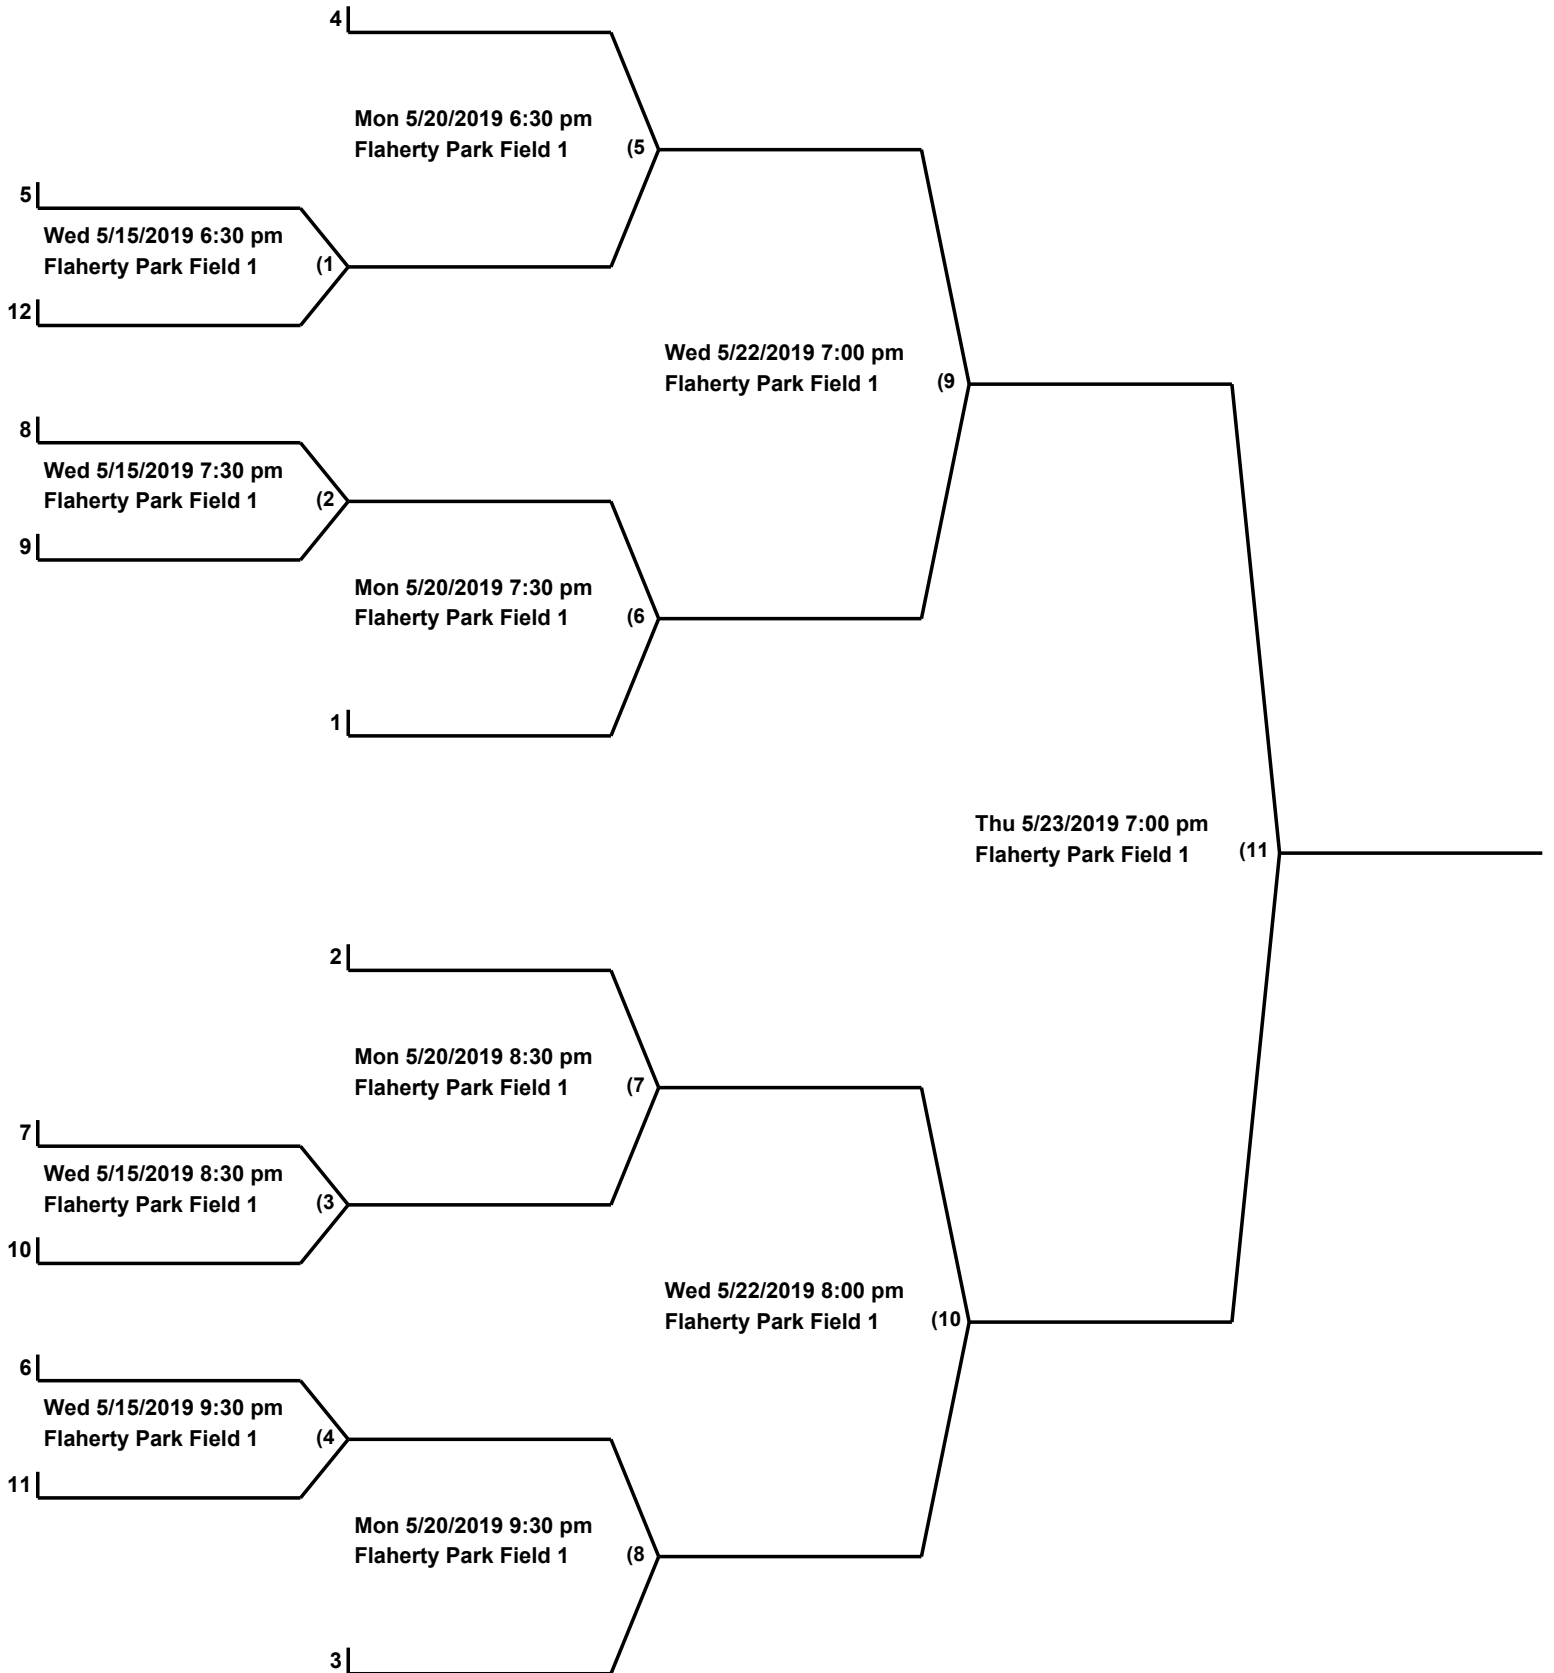 4
Mon 5/20/2019 6:30 pm
Flaherty Park Field 1
(5
5
Wed 5/15/2019 6:30 pm
Flaherty Park Field 1
(1
12
Wed 5/22/2019 7:00 pm
Flaherty Park Field 1
(9
8
Wed 5/15/2019 7:30 pm
Flaherty Park Field 1
(2
9
Mon 5/20/2019 7:30 pm
Flaherty Park Field 1
(6
1
Thu 5/23/2019 7:00 pm
Flaherty Park Field 1
(11
2
Mon 5/20/2019 8:30 pm
Flaherty Park Field 1
(7
7
Wed 5/15/2019 8:30 pm
Flaherty Park Field 1
(3
10
Wed 5/22/2019 8:00 pm
Flaherty Park Field 1
(10
6
Wed 5/15/2019 9:30 pm
Flaherty Park Field 1
(4
11
Mon 5/20/2019 9:30 pm
Flaherty Park Field 1
(8
3